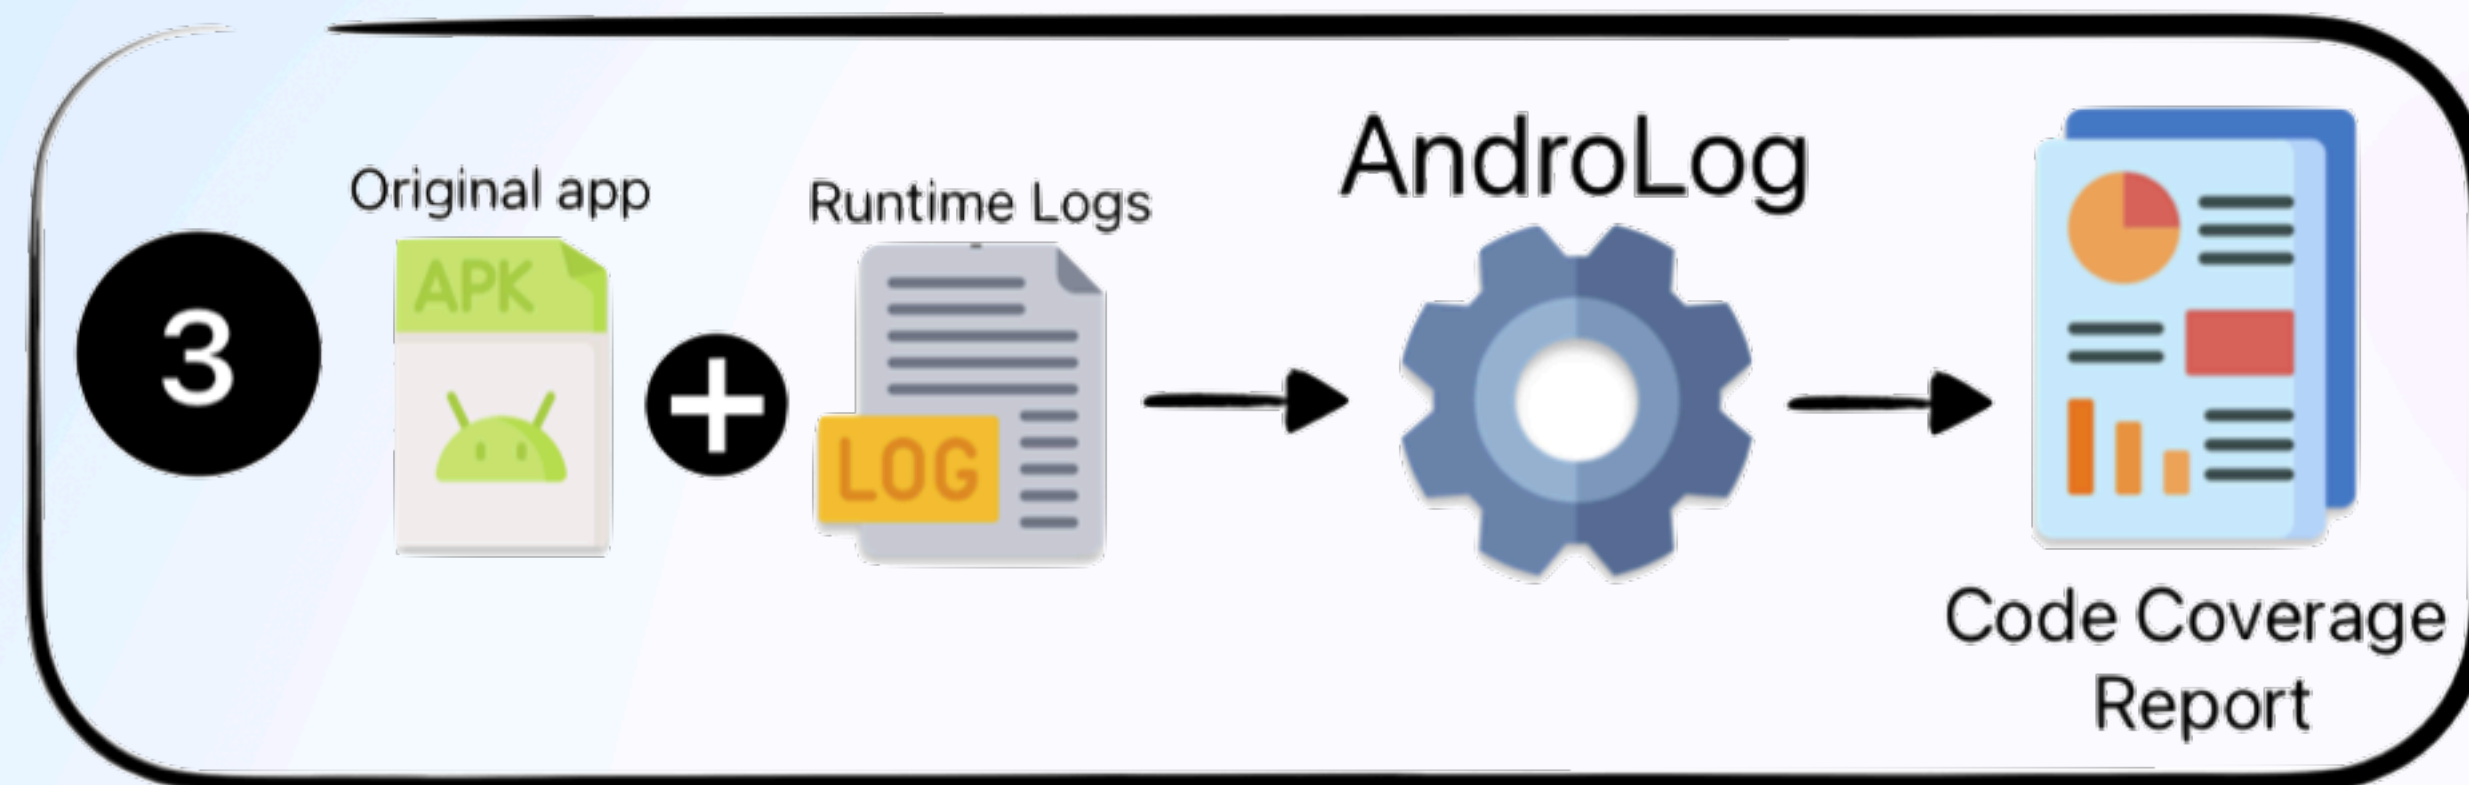 3
Original app
APK
Runtime Logs
LOG
AndroLog
Code Coverage
Report